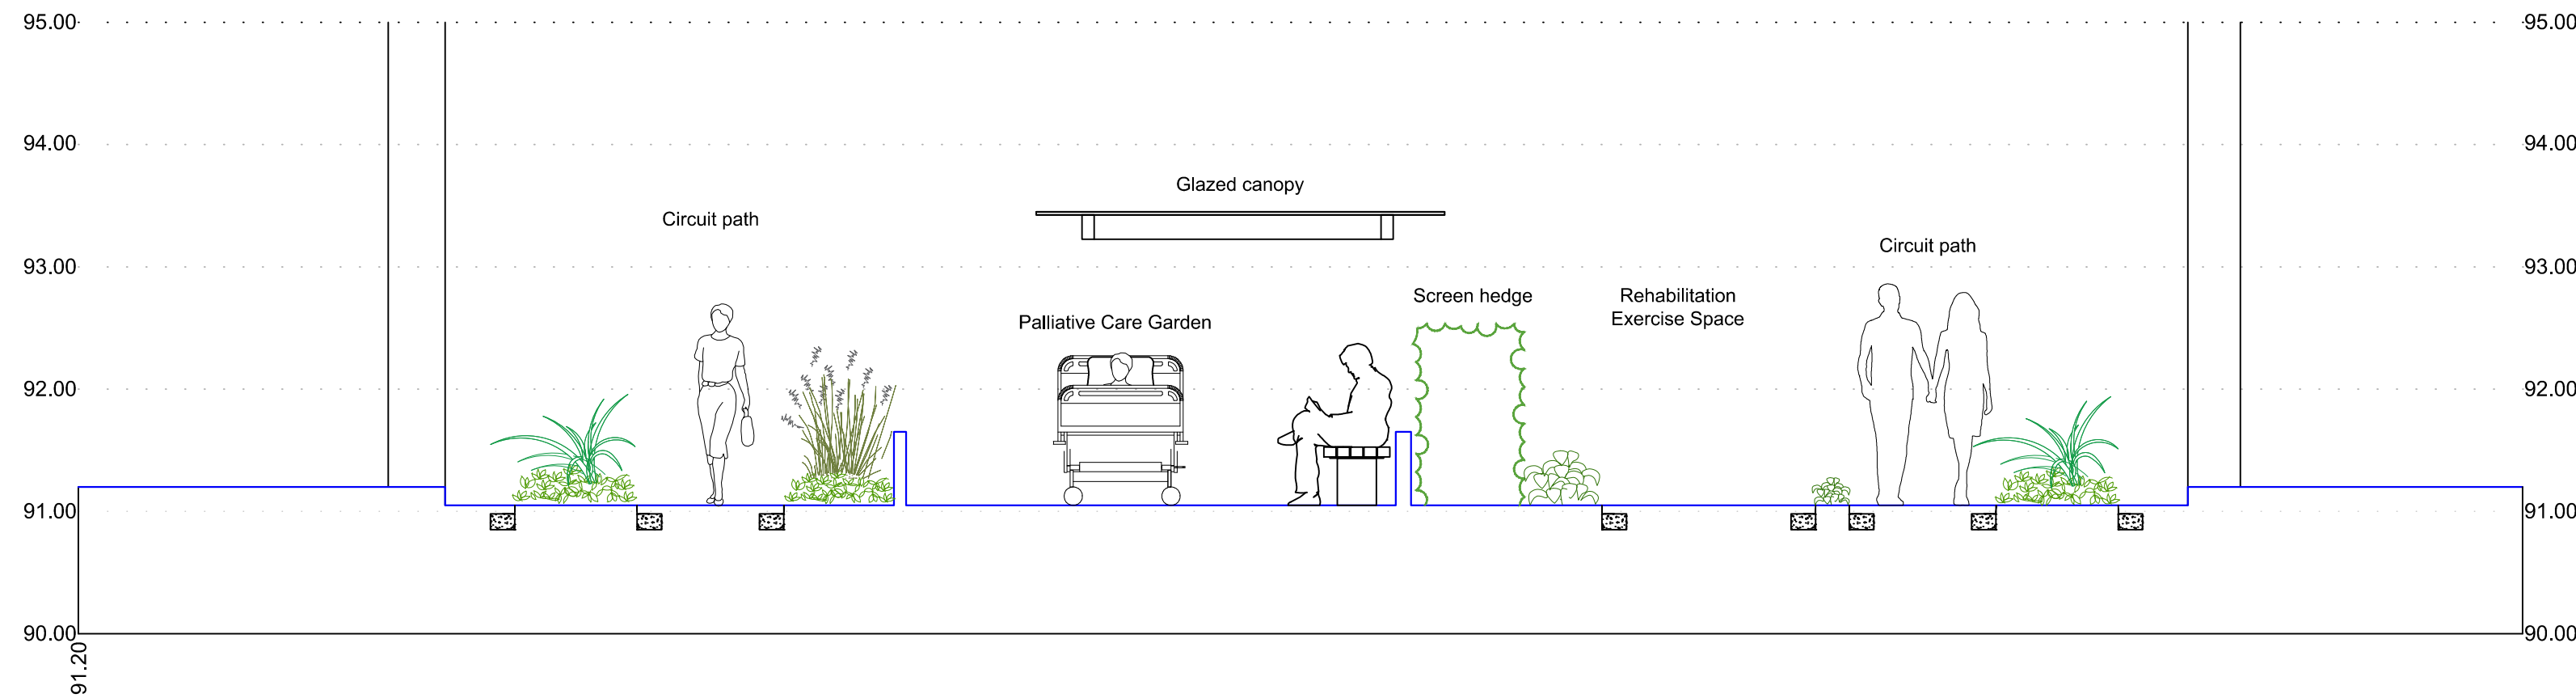 95.00
95.00
94.00
94.00
Glazed canopy
Circuit path
Circuit path
93.00
93.00
Screen hedge
Rehabilitation
Exercise Space
Palliative Care Garden
92.00
92.00
91.00
91.00
90.00
90.00
91.20